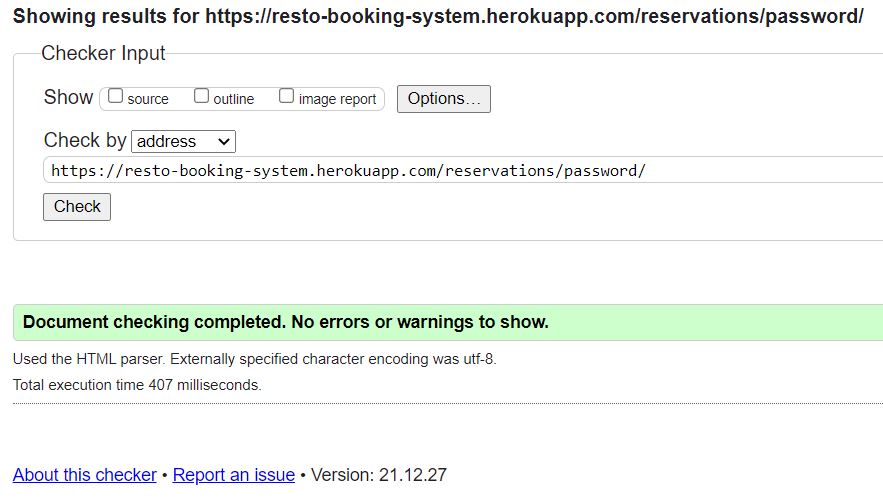 Showing results for https://resto-booking-system.herokuapp.com/reservations/password/
Checker Input
Show source outline image report Options...
Check by address
https://resto-booking-system.herokuapp.com/reservations/password/
Check
Document checking completed. No errors or warnings to show.
Used the HTML parser. Externally specified character encoding was utf-8.
Total execution time 407 milliseconds.
About this checker • Report an issue • Version: 21.12.27